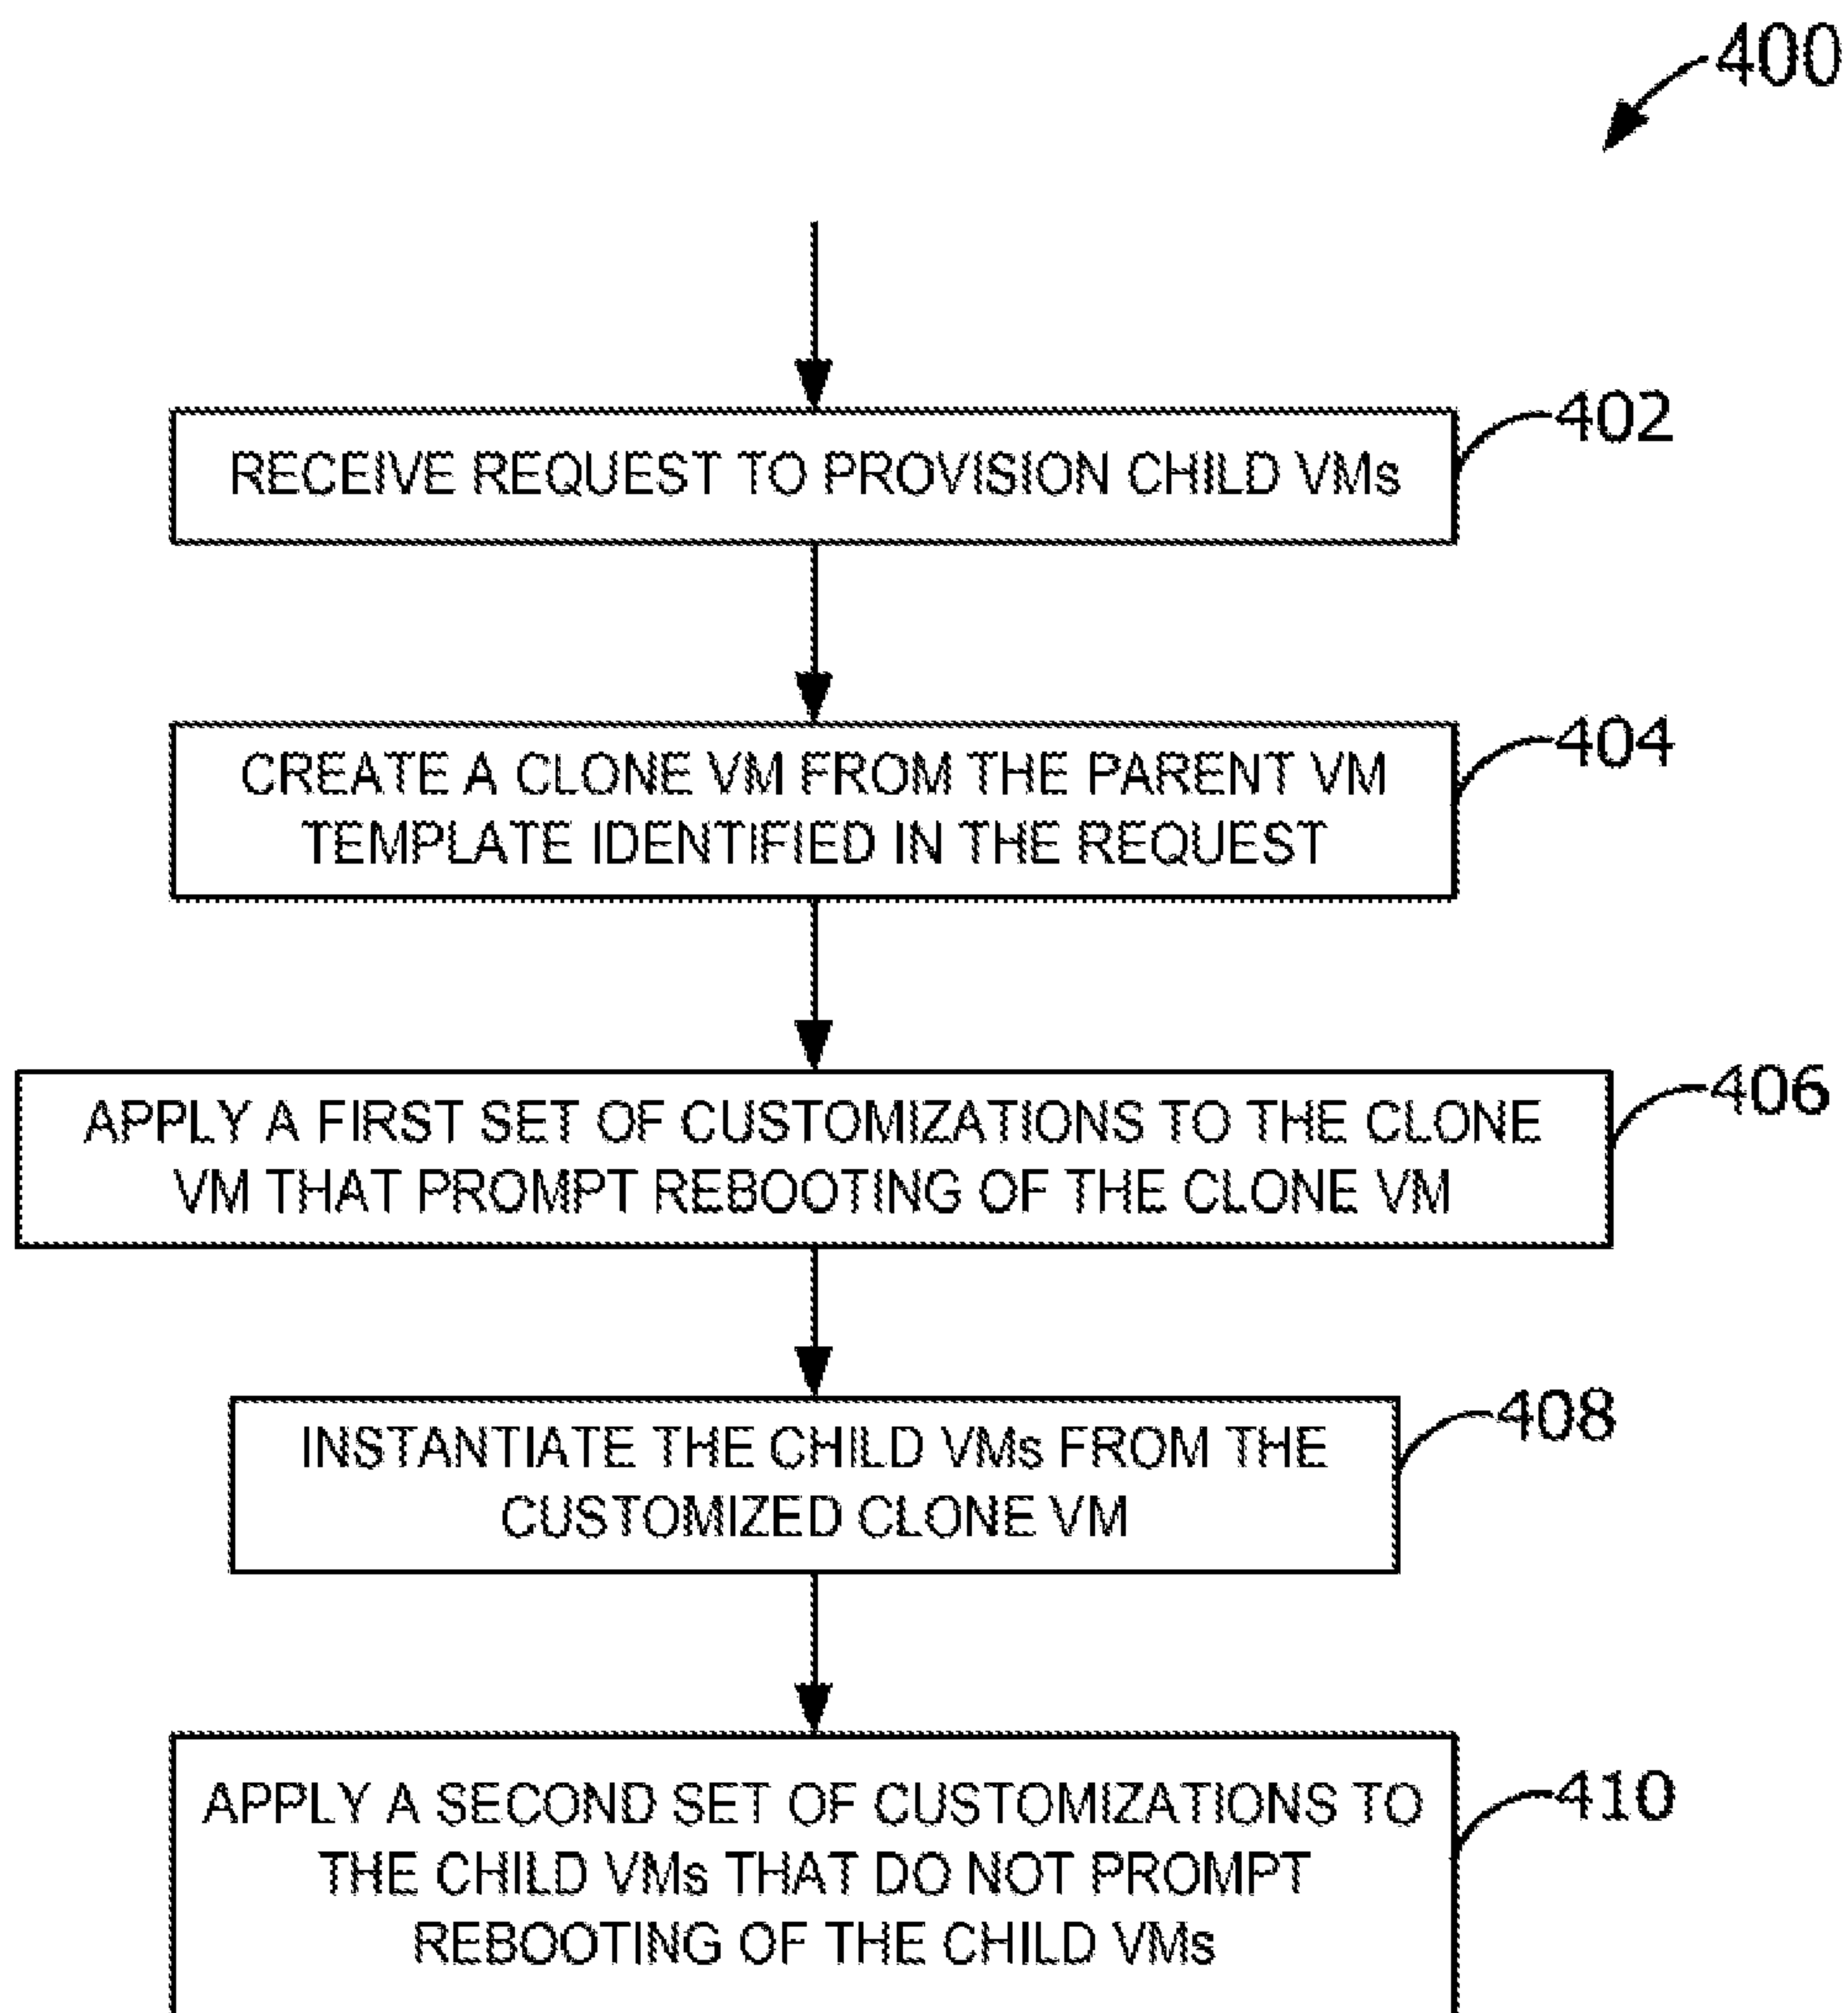 400
RECEIVE REQUEST TO PROVISION CHILD VMs
402
CREATE A CLONE VM FROM THE PARENT VM
TEMPLATE IDENTIFIED IN THE REQUEST
404
APPLY A FIRST SET OF CUSTOMIZATIONS TO THE CLONE
VM THAT PROMPT REBOOTING OF THE CLONE VM
406
INSTANTIATE THE CHILD VMs FROM THE
CUSTOMIZED CLONE VM
408
APPLY A SECOND SET OF CUSTOMIZATIONS TO
THE CHILD VMs THAT DO NOT PROMPT
REBOOTING OF THE CHILD VMs
410